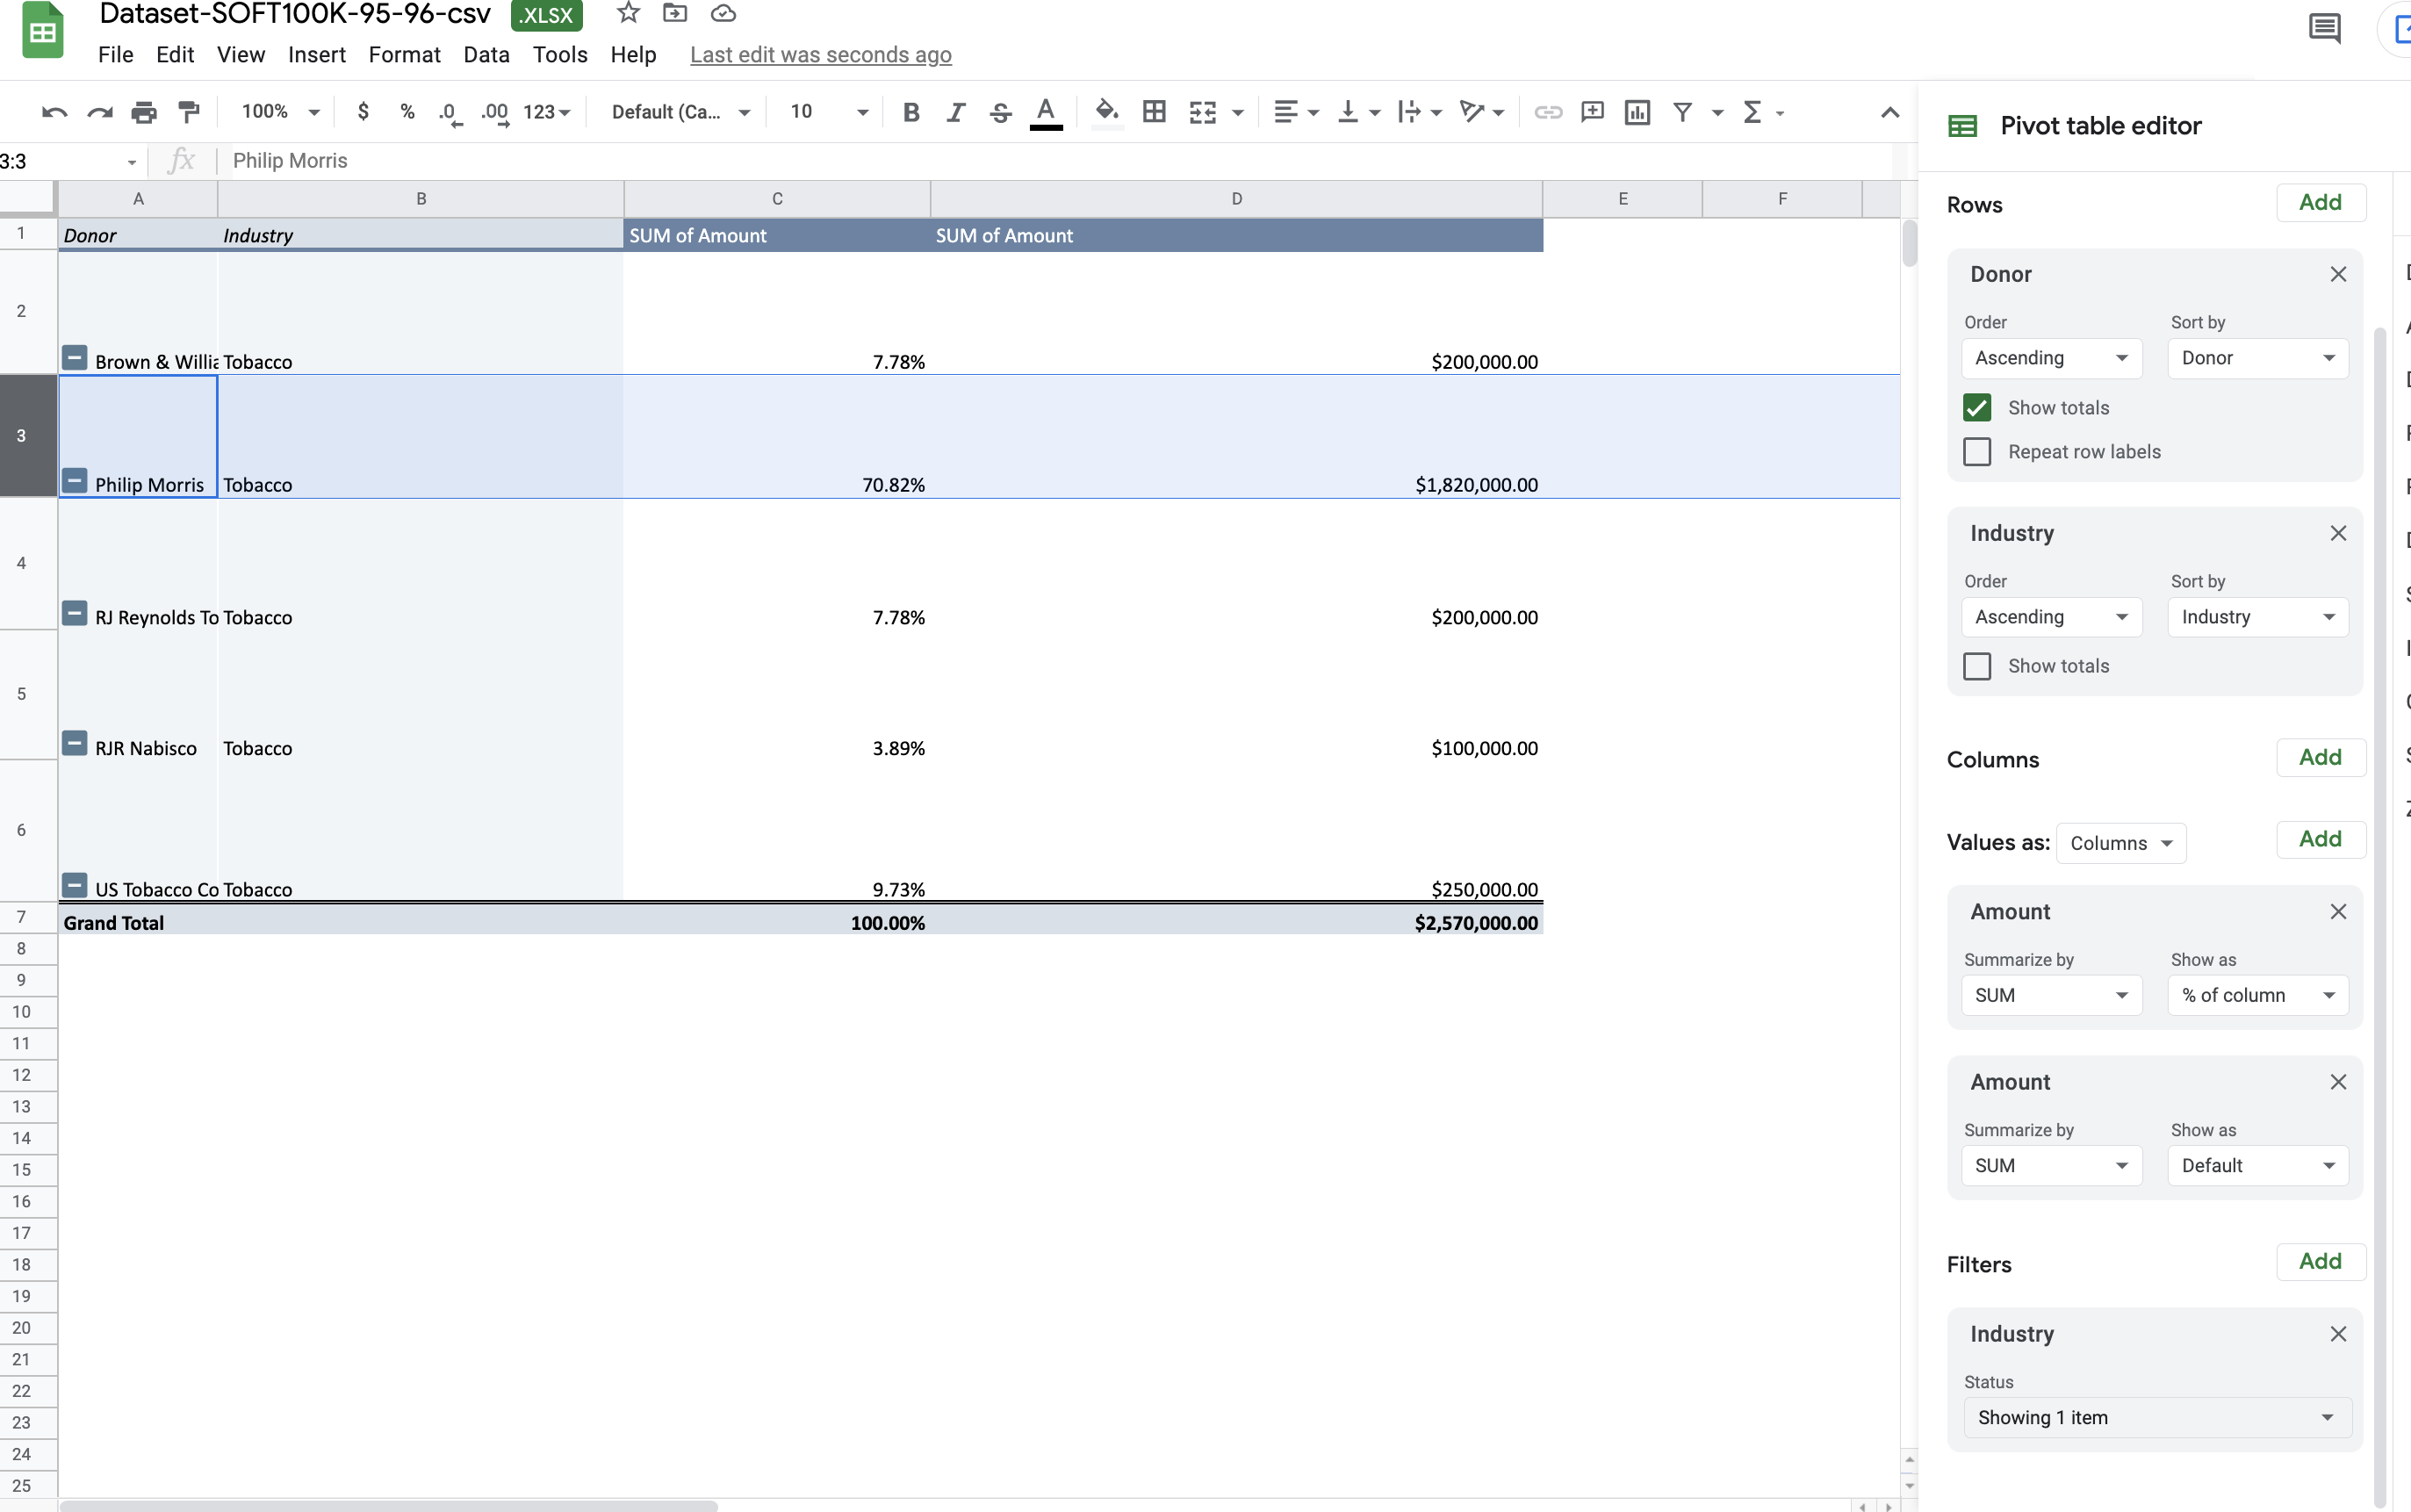 Dataset-SOFT100K-95-96-csv .XLSX
File Edit View Insert Format Data Tools Help Last edit was seconds ago
100% $ % .0 .00 123 Default (Ca... 10 B I S A Σ
3:3 fx Philip Morris
A B C D E F
1 Donor Industry SUM of Amount SUM of Amount
2 Brown & Willia Tobacco 7.78% $200,000.00
3 Philip Morris Tobacco 70.82% $1,820,000.00
4 RJ Reynolds To Tobacco 7.78% $200,000.00
5 RJR Nabisco Tobacco 3.89% $100,000.00
6 US Tobacco Co Tobacco 9.73% $250,000.00
7 Grand Total 100.00% $2,570,000.00
8
9
10
11
12
13
14
15
16
17
18
19
20
21
22
23
24
25
Pivot table editor
Rows Add
Donor
Order Sort by
Ascending Donor
Show totals
Repeat row labels
Industry
Order Sort by
Ascending Industry
Show totals
Columns Add
Values as: Columns Add
Amount
Summarize by Show as
SUM % of column
Amount
Summarize by Show as
SUM Default
Filters Add
Industry
Status
Showing 1 item